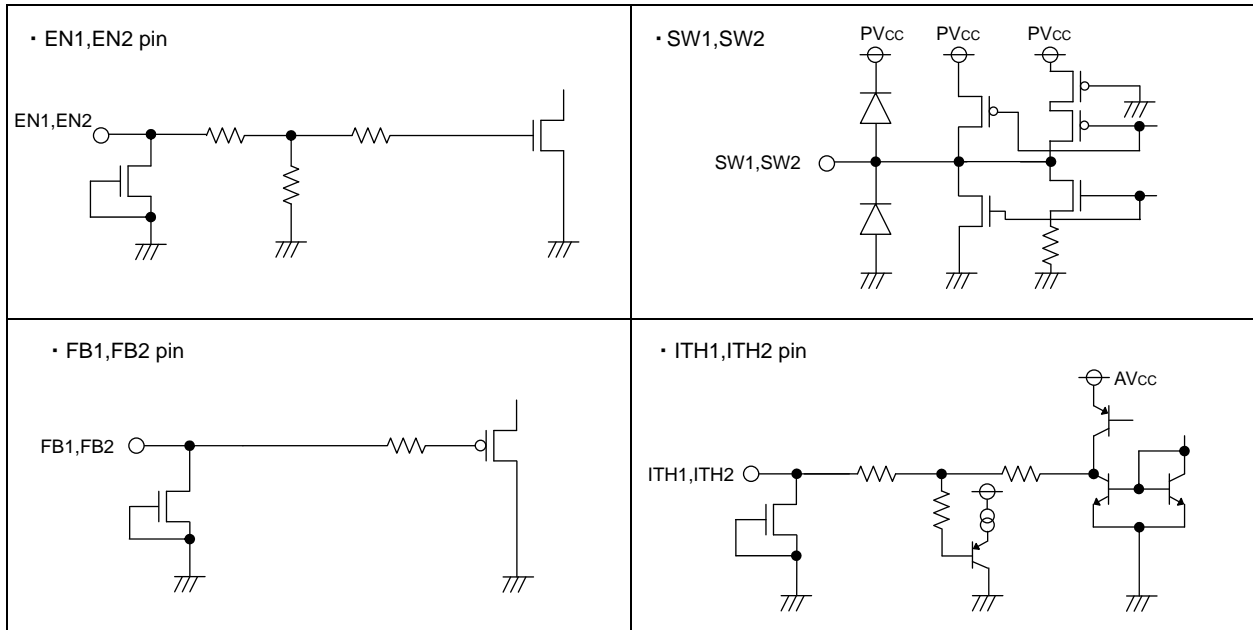 ・EN1,EN2 pin
EN1,EN2
・SW1,SW2
PVCC PVCC PVCC
SW1,SW2
・FB1,FB2 pin
FB1,FB2
・ITH1,ITH2 pin
AVCC
ITH1,ITH2